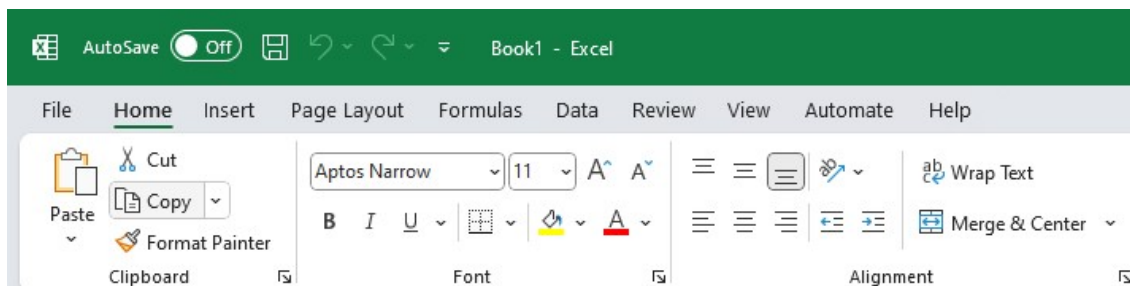 AutoSave Off Book1 - Excel
File Home Insert Page Layout Formulas Data Review View Automate Help
Paste
Cut
Copy
Format Painter
Clipboard
Aptos Narrow 11 A A
B I U A
Font
ab
Wrap Text
Merge & Center
Alignment